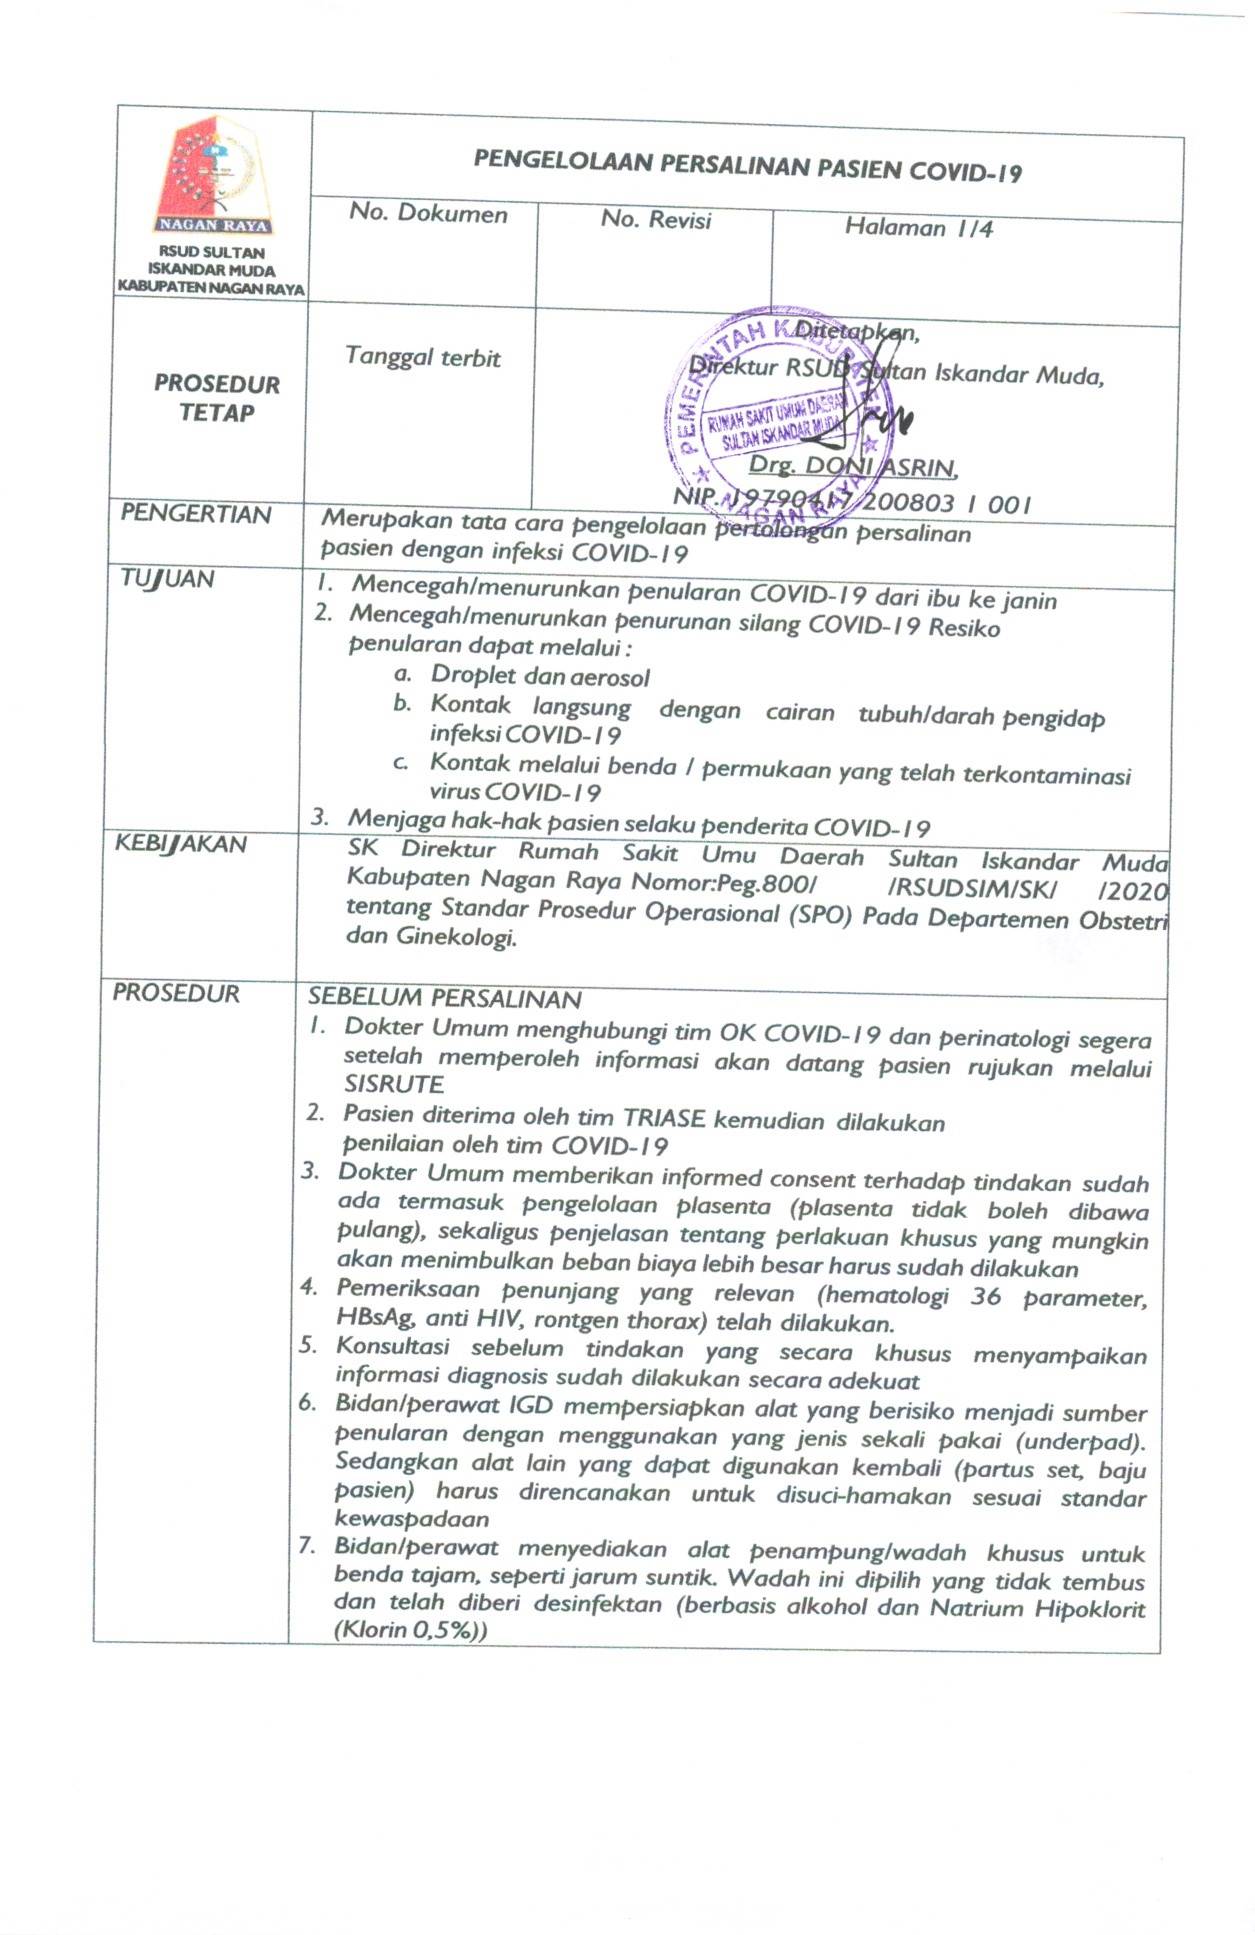 PENGELOLAAN PERSALINAN PASIEN COVID-19
NAGAN RAYA
RSUD SULTAN
ISKANDAR MUDA
KABUPATEN NAGAN RAYA
No. Dokumen
No. Revisi
Halaman 1/4
PROSEDUR
TETAP
Tanggal terbit
Ditetapkan,
Direktur RSUD Sultan Iskandar Muda,
PEMERINTAH KABUPATEN
RUMAH SAKIT UMUM DAERAH
SULTAN ISKANDAR MUDA
NAGAN RAYA
Drg. DONI ASRIN,
NIP. 19790417 200803 1 001
PENGERTIAN
Merupakan tata cara pengelolaan pertolongan persalinan
pasien dengan infeksi COVID-19
TUJUAN
1. Mencegah/menurunkan penularan COVID-19 dari ibu ke janin
2. Mencegah/menurunkan penurunan silang COVID-19 Resiko
penularan dapat melalui :
a. Droplet dan aerosol
b. Kontak langsung dengan cairan tubuh/darah pengidap
infeksi COVID-19
c. Kontak melalui benda / permukaan yang telah terkontaminasi
virus COVID-19
3. Menjaga hak-hak pasien selaku penderita COVID-19
KEBIJAKAN
SK Direktur Rumah Sakit Umu Daerah Sultan Iskandar Muda
Kabupaten Nagan Raya Nomor:Peg.800/ /RSUDSIM/SK/ /2020
tentang Standar Prosedur Operasional (SPO) Pada Departemen Obstetri
dan Ginekologi.
PROSEDUR
SEBELUM PERSALINAN
1. Dokter Umum menghubungi tim OK COVID-19 dan perinatologi segera
setelah memperoleh informasi akan datang pasien rujukan melalui
SISRUTE
2. Pasien diterima oleh tim TRIASE kemudian dilakukan
penilaian oleh tim COVID-19
3. Dokter Umum memberikan informed consent terhadap tindakan sudah
ada termasuk pengelolaan plasenta (plasenta tidak boleh dibawa
pulang), sekaligus penjelasan tentang perlakuan khusus yang mungkin
akan menimbulkan beban biaya lebih besar harus sudah dilakukan
4. Pemeriksaan penunjang yang relevan (hematologi 36 parameter,
HBsAg, anti HIV, rontgen thorax) telah dilakukan.
5. Konsultasi sebelum tindakan yang secara khusus menyampaikan
informasi diagnosis sudah dilakukan secara adekuat
6. Bidan/perawat IGD mempersiapkan alat yang berisiko menjadi sumber
penularan dengan menggunakan yang jenis sekali pakai (underpad).
Sedangkan alat lain yang dapat digunakan kembali (partus set, baju
pasien) harus direncanakan untuk disuci-hamakan sesuai standar
kewaspadaan
7. Bidan/perawat menyediakan alat penampung/wadah khusus untuk
benda tajam, seperti jarum suntik. Wadah ini dipilih yang tidak tembus
dan telah diberi desinfektan (berbasis alkohol dan Natrium Hipoklorit
(Klorin 0,5%))